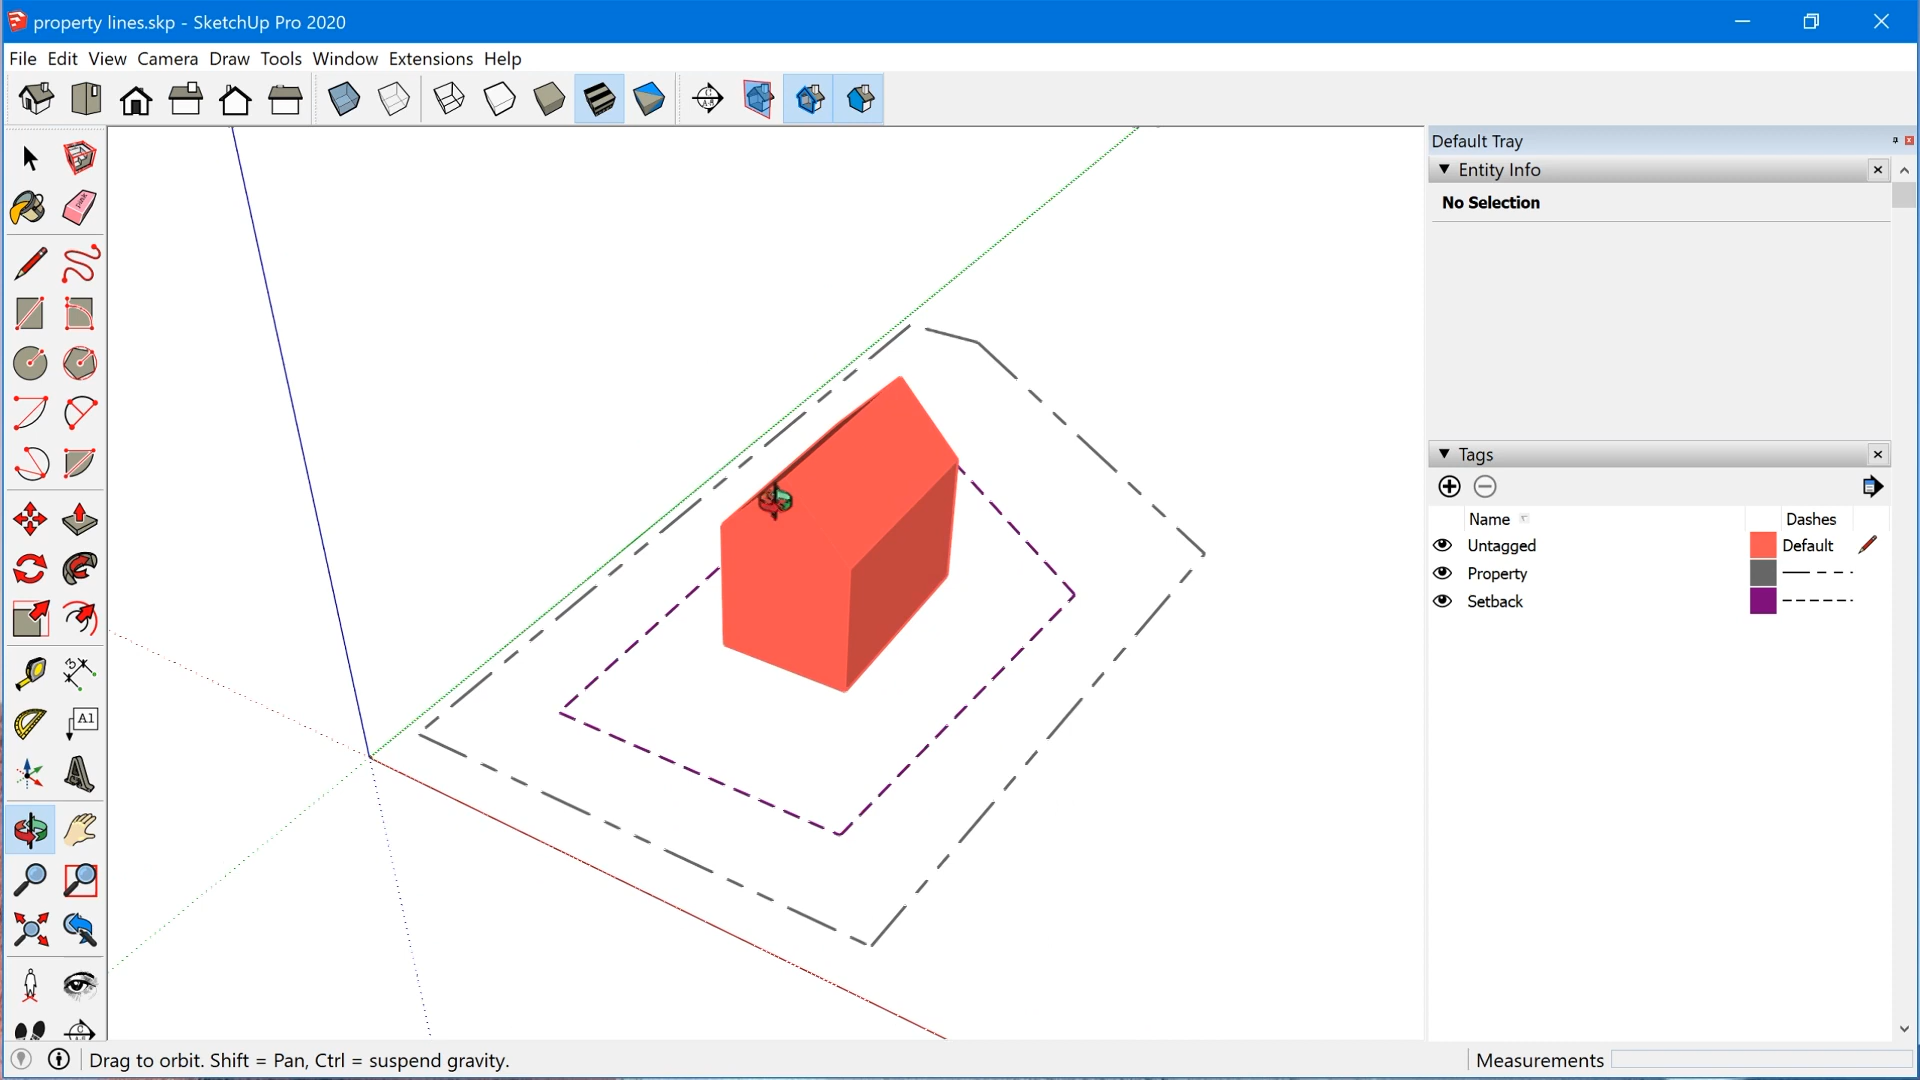 property lines.skp - SketchUp Pro 2020
File Edit View Camera Draw Tools Window Extensions Help
Default Tray
Entity Info
No Selection
Tags
Name Dashes
Untagged Default
Property
Setback
A1
Drag to orbit. Shift = Pan, Ctrl = suspend gravity.
Measurements